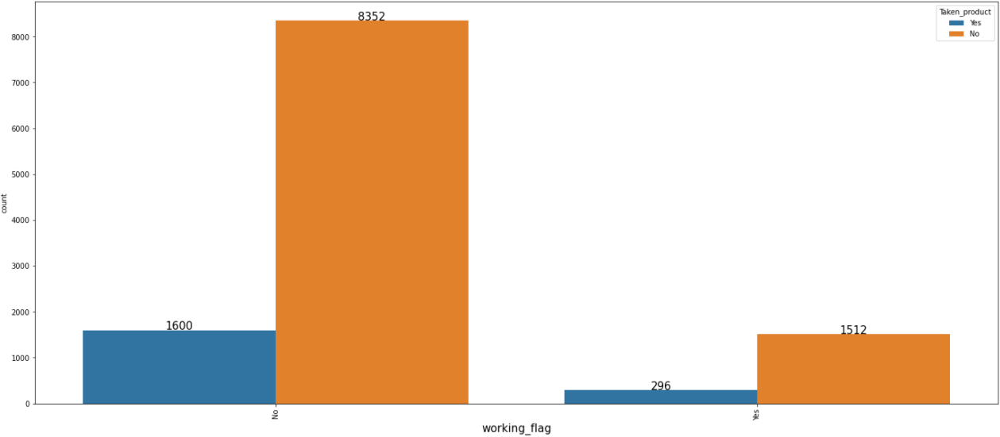 8352
Taken_product
Yes
No
8000
7000
6000
5000
count
4000
3000
2000
1600
1512
1000
296
0
No
Yes
working_flag